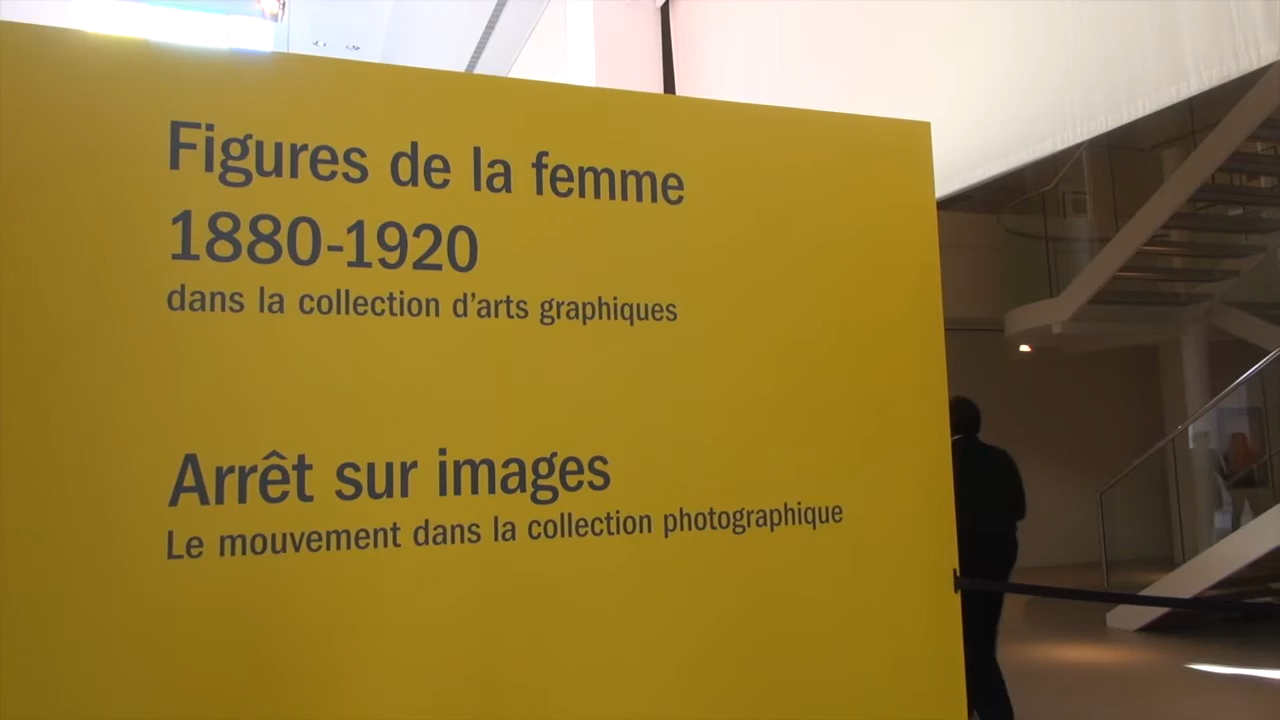 Figures de la femme
1880-1920
dans la collection d'arts graphiques
Arrêt sur images
Le mouvement dans la collection photographique